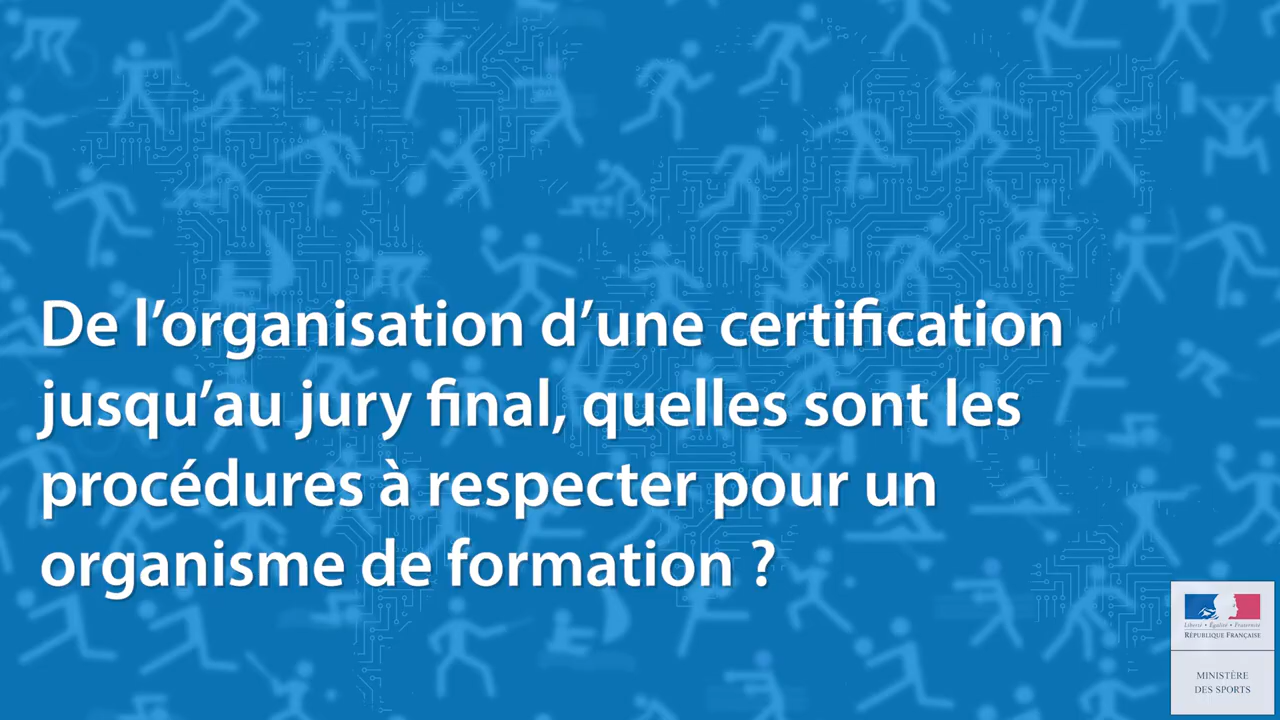 De l’organisation d’une certification
jusqu’au jury final, quelles sont les
procédures à respecter pour un
organisme de formation ?
Liberté • Égalité • Fraternité
RÉPUBLIQUE FRANÇAISE
MINISTÈRE
DES SPORTS